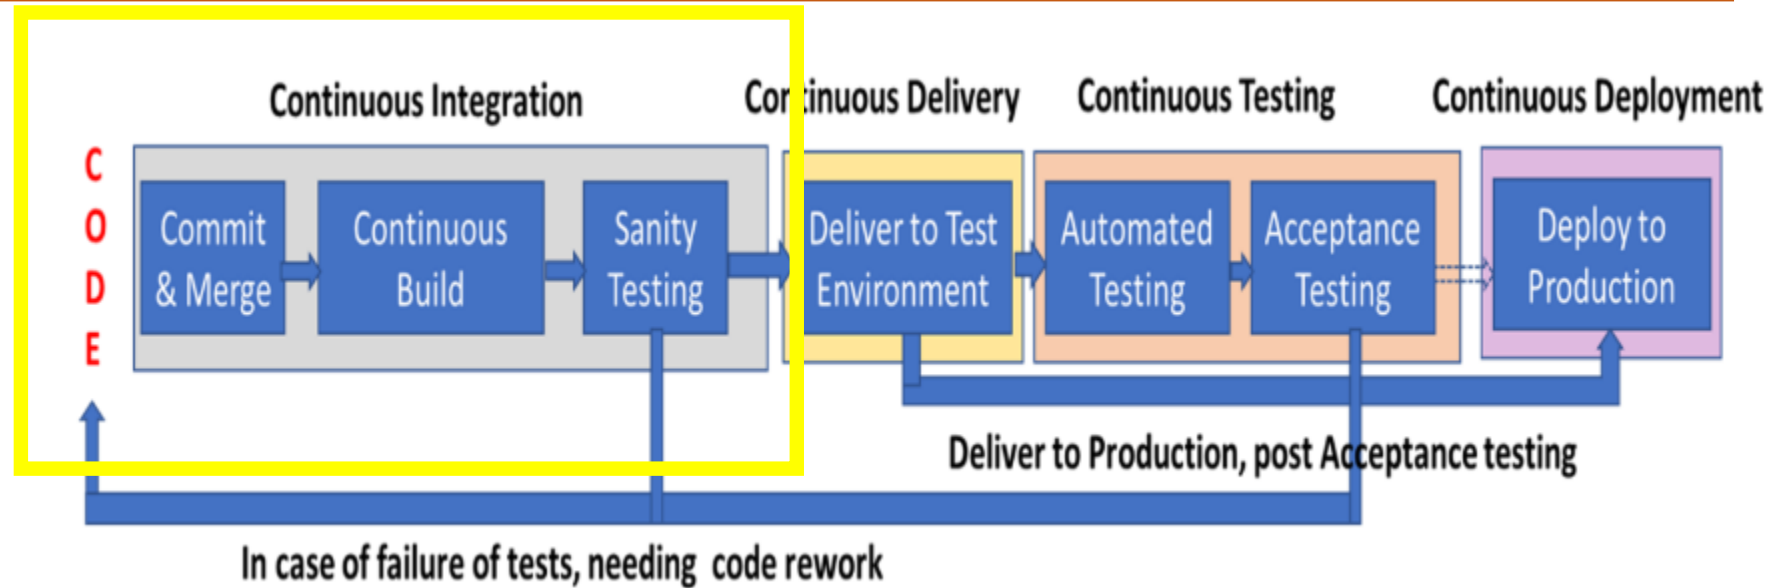 Continuous Integration
Continuous Delivery
Continuous Testing
Continuous Deployment
C
O
D
E
Commit
& Merge
Continuous
Build
Sanity
Testing
Deliver to Test
Environment
Automated
Testing
Acceptance
Testing
Deploy to
Production
Deliver to Production, post Acceptance testing
In case of failure of tests, needing code rework